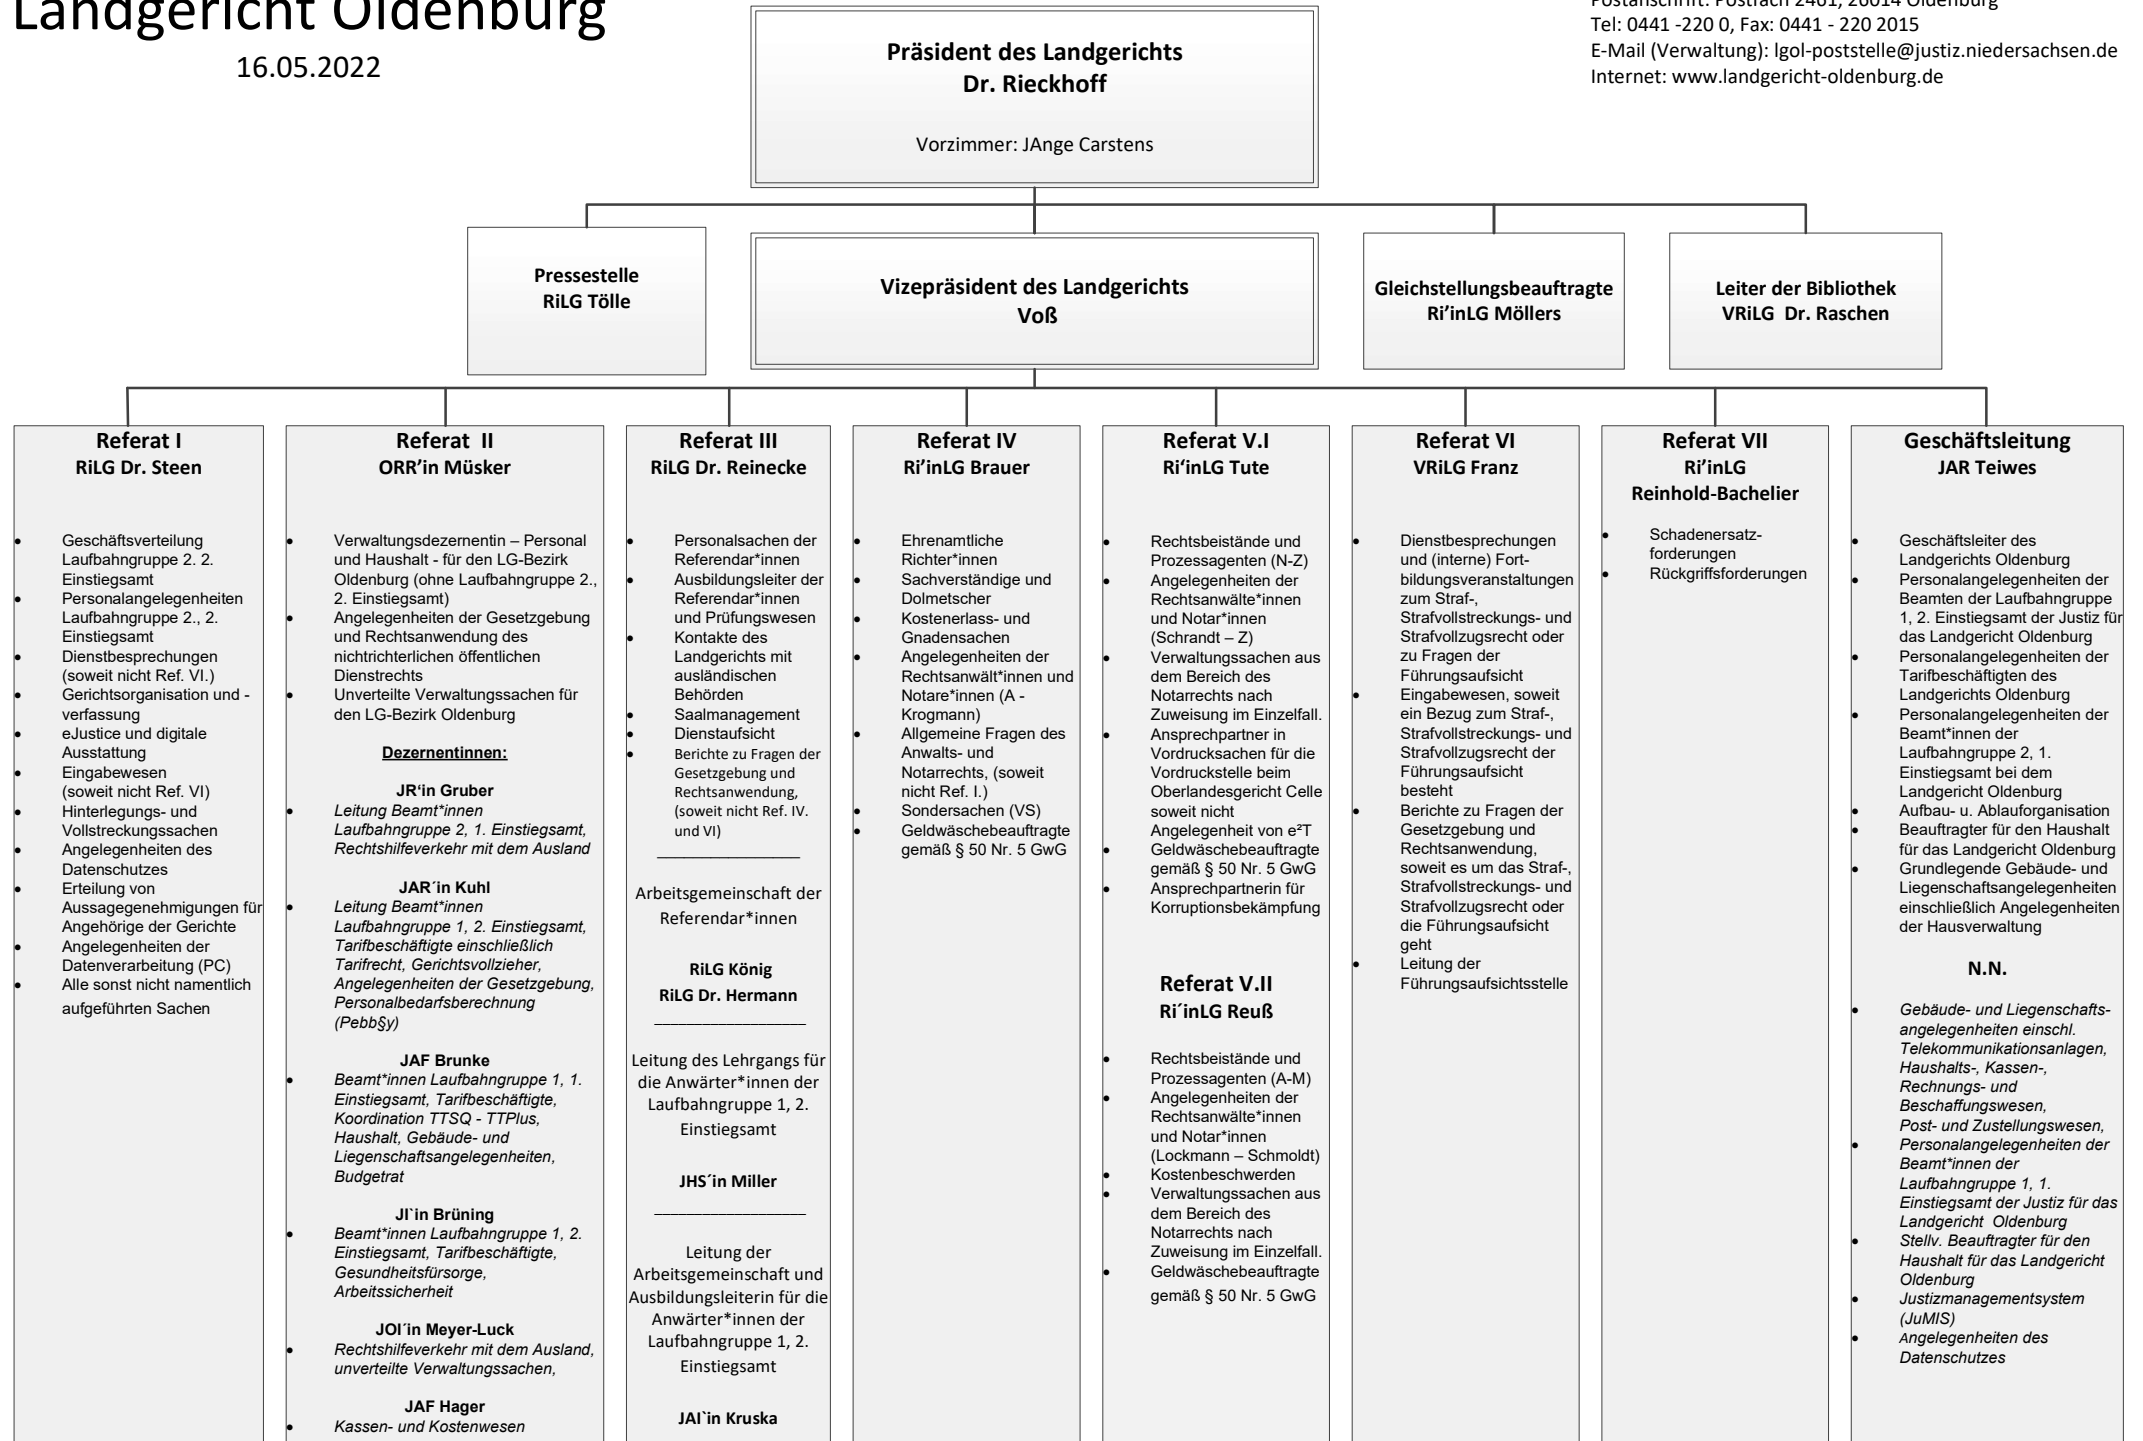 Landgericht Oldenburg
16.05.2022
Postanschrift: Postfach 2461, 26014 Oldenburg
Tel: 0441 -220 0, Fax: 0441 - 220 2015
E-Mail (Verwaltung): lgol-poststelle@justiz.niedersachsen.de
Internet: www.landgericht-oldenburg.de
Präsident des Landgerichts
Dr. Rieckhoff
Vorzimmer: JAnge Carstens
Pressestelle
RiLG Tölle
Vizepräsident des Landgerichts
Voß
Gleichstellungsbeauftragte
Ri’inLG Möllers
Leiter der Bibliothek
VRiLG Dr. Raschen
Referat I
RiLG Dr. Steen
• Geschäftsverteilung
Laufbahngruppe 2. 2.
Einstiegsamt
• Personalangelegenheiten
Laufbahngruppe 2., 2.
Einstiegsamt
• Dienstbesprechungen
(soweit nicht Ref. VI.)
• Gerichtsorganisation und -
verfassung
• eJustice und digitale
Ausstattung
• Eingabewesen
(soweit nicht Ref. VI)
• Hinterlegungs- und
Vollstreckungssachen
• Angelegenheiten des
Datenschutzes
• Erteilung von
Aussagegenehmigungen für
Angehörige der Gerichte
• Angelegenheiten der
Datenverarbeitung (PC)
• Alle sonst nicht namentlich
aufgeführten Sachen
Referat II
ORR’in Müsker
• Verwaltungsdezernentin – Personal
und Haushalt - für den LG-Bezirk
Oldenburg (ohne Laufbahngruppe 2.,
2. Einstiegsamt)
• Angelegenheiten der Gesetzgebung
und Rechtsanwendung des
nichtrichterlichen öffentlichen
Dienstrechts
• Unverteilte Verwaltungssachen für
den LG-Bezirk Oldenburg
Dezernentinnen:
JR‘in Gruber
• Leitung Beamt*innen
Laufbahngruppe 2, 1. Einstiegsamt,
Rechtshilfeverkehr mit dem Ausland
JAR´in Kuhl
• Leitung Beamt*innen
Laufbahngruppe 1, 2. Einstiegsamt,
Tarifbeschäftigte einschließlich
Tarifrecht, Gerichtsvollzieher,
Angelegenheiten der Gesetzgebung,
Personalbedarfsberechnung
(Pebb§y)
JAF Brunke
• Beamt*innen Laufbahngruppe 1, 1.
Einstiegsamt, Tarifbeschäftigte,
Koordination TTSQ - TTPlus,
Haushalt, Gebäude- und
Liegenschaftsangelegenheiten,
Budgetrat
JI`in Brüning
• Beamt*innen Laufbahngruppe 1, 2.
Einstiegsamt, Tarifbeschäftigte,
Gesundheitsfürsorge,
Arbeitssicherheit
JOI´in Meyer-Luck
• Rechtshilfeverkehr mit dem Ausland,
unverteilte Verwaltungssachen,
JAF Hager
• Kassen- und Kostenwesen
Referat III
RiLG Dr. Reinecke
• Personalsachen der
Referendar*innen
• Ausbildungsleiter der
Referendar*innen
und Prüfungswesen
• Kontakte des
Landgerichts mit
ausländischen
Behörden
• Saalmanagement
• Dienstaufsicht
• Berichte zu Fragen der
Gesetzgebung und
Rechtsanwendung,
(soweit nicht Ref. IV.
und VI)
Arbeitsgemeinschaft der
Referendar*innen
RiLG König
RiLG Dr. Hermann
Leitung des Lehrgangs für
die Anwärter*innen der
Laufbahngruppe 1, 2.
Einstiegsamt
JHS´in Miller
Leitung der
Arbeitsgemeinschaft und
Ausbildungsleiterin für die
Anwärter*innen der
Laufbahngruppe 1, 2.
Einstiegsamt
JAI`in Kruska
Referat IV
Ri’inLG Brauer
• Ehrenamtliche
Richter*innen
• Sachverständige und
Dolmetscher
• Kostenerlass- und
Gnadensachen
• Angelegenheiten der
Rechtsanwält*innen und
Notare*innen (A -
Krogmann)
• Allgemeine Fragen des
Anwalts- und
Notarrechts, (soweit
nicht Ref. I.)
• Sondersachen (VS)
• Geldwäschebeauftragte
gemäß § 50 Nr. 5 GwG
Referat V.I
Ri‘inLG Tute
• Rechtsbeistände und
Prozessagenten (N-Z)
• Angelegenheiten der
Rechtsanwälte*innen
und Notar*innen
(Schrandt – Z)
• Verwaltungssachen aus
dem Bereich des
Notarrechts nach
Zuweisung im Einzelfall.
• Ansprechpartner in
Vordrucksachen für die
Vordruckstelle beim
Oberlandesgericht Celle
soweit nicht
Angelegenheit von e²T
• Geldwäschebeauftragte
gemäß § 50 Nr. 5 GwG
• Ansprechpartnerin für
Korruptionsbekämpfung
Referat V.II
Ri´inLG Reuß
• Rechtsbeistände und
Prozessagenten (A-M)
• Angelegenheiten der
Rechtsanwälte*innen
und Notar*innen
(Lockmann – Schmoldt)
• Kostenbeschwerden
• Verwaltungssachen aus
dem Bereich des
Notarrechts nach
Zuweisung im Einzelfall.
• Geldwäschebeauftragte
gemäß § 50 Nr. 5 GwG
Referat VI
VRiLG Franz
• Dienstbesprechungen
und (interne) Fort-
bildungsveranstaltungen
zum Straf-,
Strafvollstreckungs- und
Strafvollzugsrecht oder
zu Fragen der
Führungsaufsicht
• Eingabewesen, soweit
ein Bezug zum Straf-,
Strafvollstreckungs- und
Strafvollzugsrecht der
Führungsaufsicht
besteht
• Berichte zu Fragen der
Gesetzgebung und
Rechtsanwendung,
soweit es um das Straf-,
Strafvollstreckungs- und
Strafvollzugsrecht oder
die Führungsaufsicht
geht
• Leitung der
Führungsaufsichtsstelle
Referat VII
Ri’inLG
Reinhold-Bachelier
• Schadenersatz-
forderungen
• Rückgriffsforderungen
Geschäftsleitung
JAR Teiwes
• Geschäftsleiter des
Landgerichts Oldenburg
• Personalangelegenheiten der
Beamten der Laufbahngruppe
1, 2. Einstiegsamt der Justiz für
das Landgericht Oldenburg
• Personalangelegenheiten der
Tarifbeschäftigten des
Landgerichts Oldenburg
• Personalangelegenheiten der
Beamt*innen der
Laufbahngruppe 2, 1.
Einstiegsamt bei dem
Landgericht Oldenburg
• Aufbau- u. Ablauforganisation
• Beauftragter für den Haushalt
für das Landgericht Oldenburg
• Grundlegende Gebäude- und
Liegenschaftsangelegenheiten
einschließlich Angelegenheiten
der Hausverwaltung
N.N.
• Gebäude- und Liegenschafts-
angelegenheiten einschl.
Telekommunikationsanlagen,
Haushalts-, Kassen-,
Rechnungs- und
Beschaffungswesen,
Post- und Zustellungswesen,
• Personalangelegenheiten der
Beamt*innen der
Laufbahngruppe 1, 1.
Einstiegsamt der Justiz für das
Landgericht Oldenburg
• Stellv. Beauftragter für den
Haushalt für das Landgericht
Oldenburg
• Justizmanagementsystem
(JuMIS)
• Angelegenheiten des
Datenschutzes